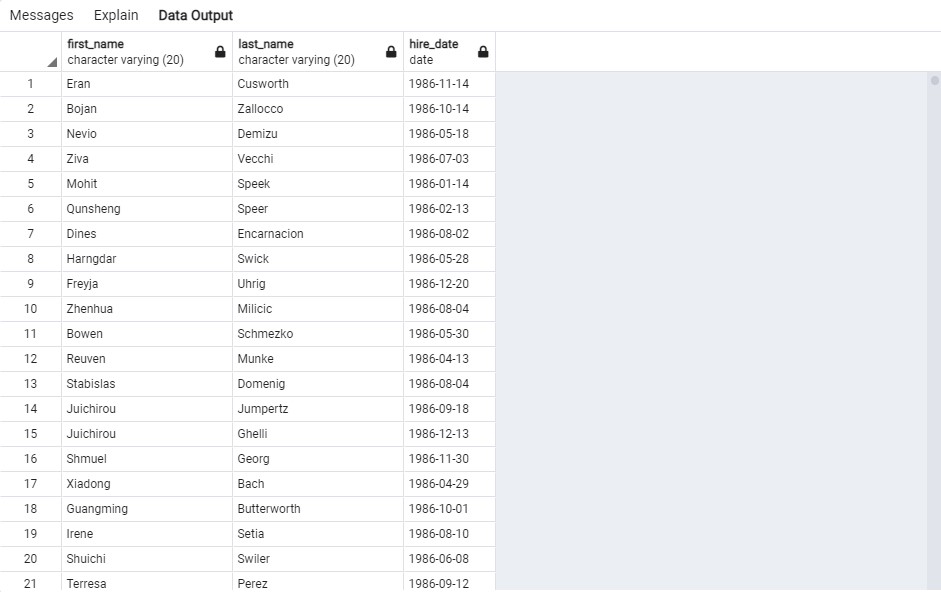 Messages Explain Data Output
first_name last_name hire_date
character varying (20) character varying (20) date
1 Eran Cusworth 1986-11-14
2 Bojan Zallocco 1986-10-14
3 Nevio Demizu 1986-05-18
4 Ziva Vecchi 1986-07-03
5 Mohit Speek 1986-01-14
6 Qunsheng Speer 1986-02-13
7 Dines Encarnacion 1986-08-02
8 Harngdar Swick 1986-05-28
9 Freyja Uhrig 1986-12-20
10 Zhenhua Milicic 1986-08-04
11 Bowen Schmezko 1986-05-30
12 Reuven Munke 1986-04-13
13 Stabislas Domenig 1986-08-04
14 Juichirou Jumpertz 1986-09-18
15 Juichirou Ghelli 1986-12-13
16 Shmuel Georg 1986-11-30
17 Xiadong Bach 1986-04-29
18 Guangming Butterworth 1986-10-01
19 Irene Setia 1986-08-10
20 Shuichi Swiler 1986-06-08
21 Terresa Perez 1986-09-12